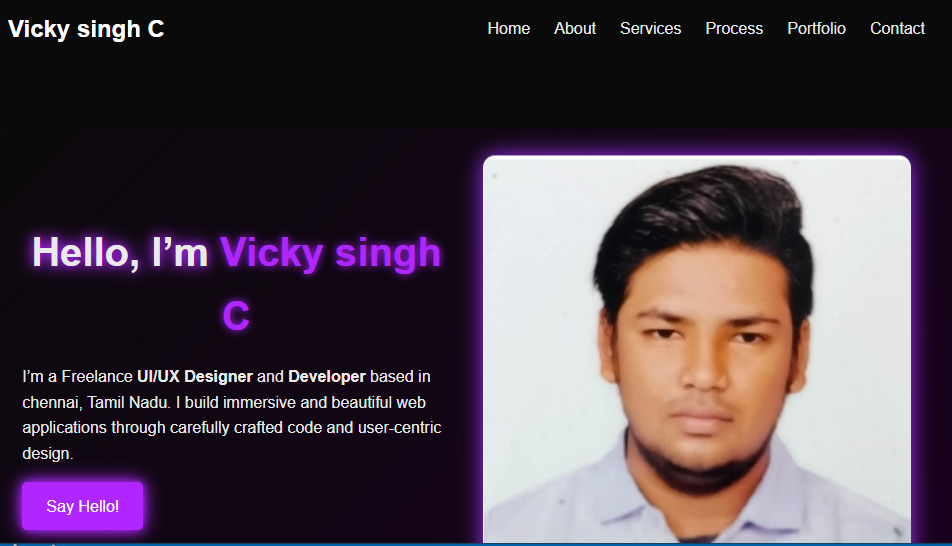 Vicky singh C
Home About Services Process Portfolio Contact
Hello, I’m Vicky singh
C
I’m a Freelance UI/UX Designer and Developer based in
chennai, Tamil Nadu. I build immersive and beautiful web
applications through carefully crafted code and user-centric
design.
Say Hello!